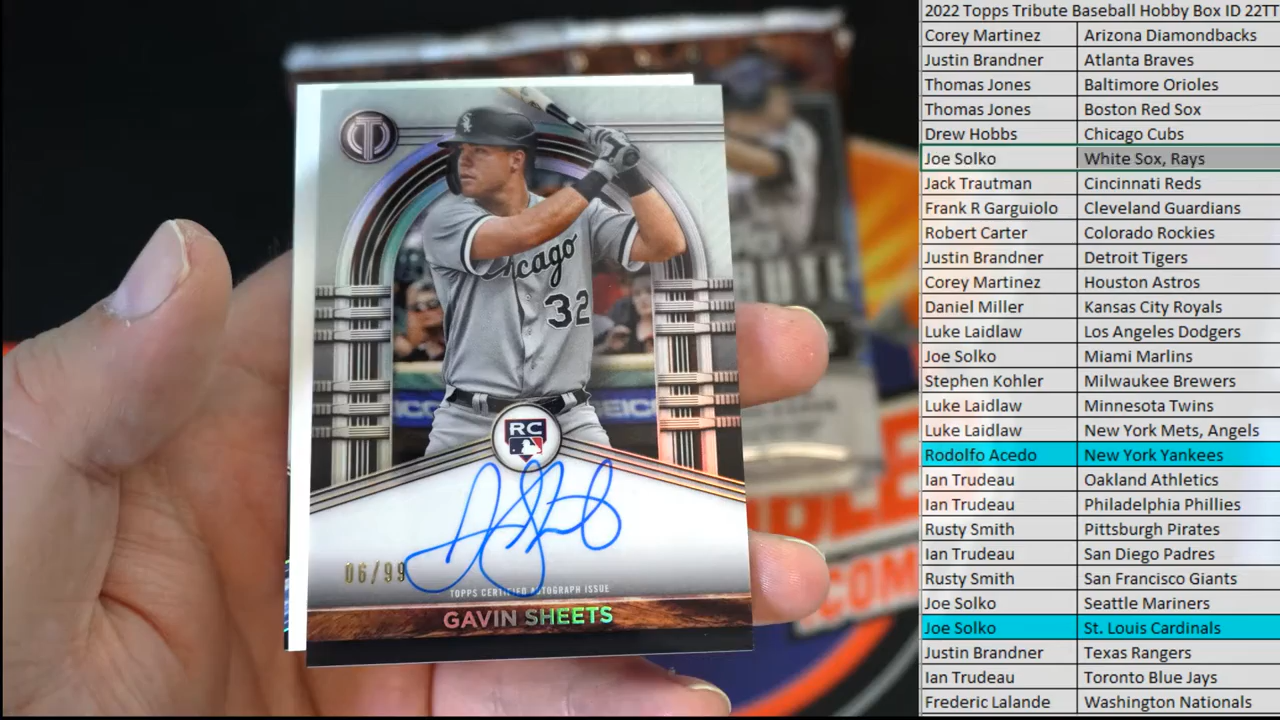 2022 Topps Tribute Baseball Hobby Box ID 22TT
Corey Martinez Arizona Diamondbacks
Justin Brandner Atlanta Braves
Thomas Jones Baltimore Orioles
Thomas Jones Boston Red Sox
Drew Hobbs Chicago Cubs
Joe Solko White Sox, Rays
Jack Trautman Cincinnati Reds
Frank R Garguiolo Cleveland Guardians
Robert Carter Colorado Rockies
Justin Brandner Detroit Tigers
Corey Martinez Houston Astros
Daniel Miller Kansas City Royals
Luke Laidlaw Los Angeles Dodgers
Joe Solko Miami Marlins
Stephen Kohler Milwaukee Brewers
Luke Laidlaw Minnesota Twins
Luke Laidlaw New York Mets, Angels
Rodolfo Acedo New York Yankees
Ian Trudeau Oakland Athletics
Ian Trudeau Philadelphia Phillies
Rusty Smith Pittsburgh Pirates
Ian Trudeau San Diego Padres
Rusty Smith San Francisco Giants
Joe Solko Seattle Mariners
Joe Solko St. Louis Cardinals
Justin Brandner Texas Rangers
Ian Trudeau Toronto Blue Jays
Frederic Lalande Washington Nationals
T
hicago
32
RC
06/99
TOPPS CERTIFIED AUTOGRAPH ISSUE
GAVIN SHEETS
.COM